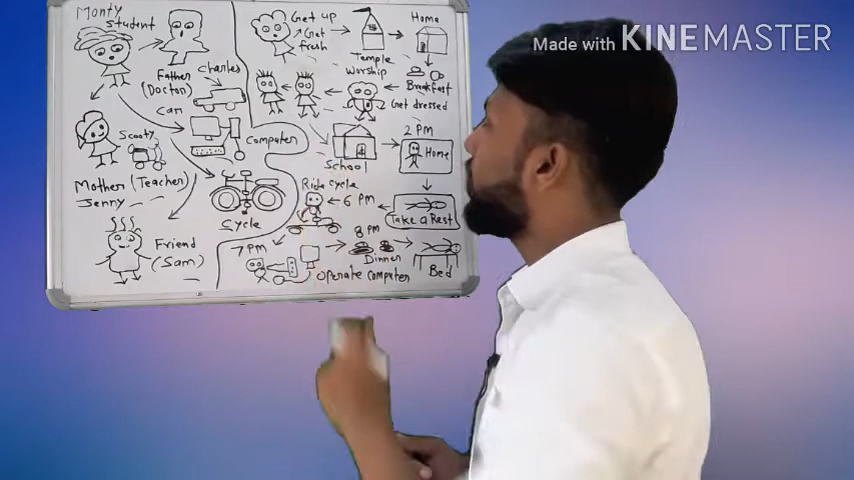 Monty
Student
Father
(Doctor)
Charles
Car
Scooty
Computer
Mother (Teacher)
Jenny
Cycle
Friend
(Sam)
Get up
Get
fresh
Temple
Worship
Home
Breakfast
Get dressed
School
2 PM
Home
Take a Rest
6 PM
Ride cycle
7 PM
Operate Computer
8 PM
Dinner
Bed
Made with KINEMASTER